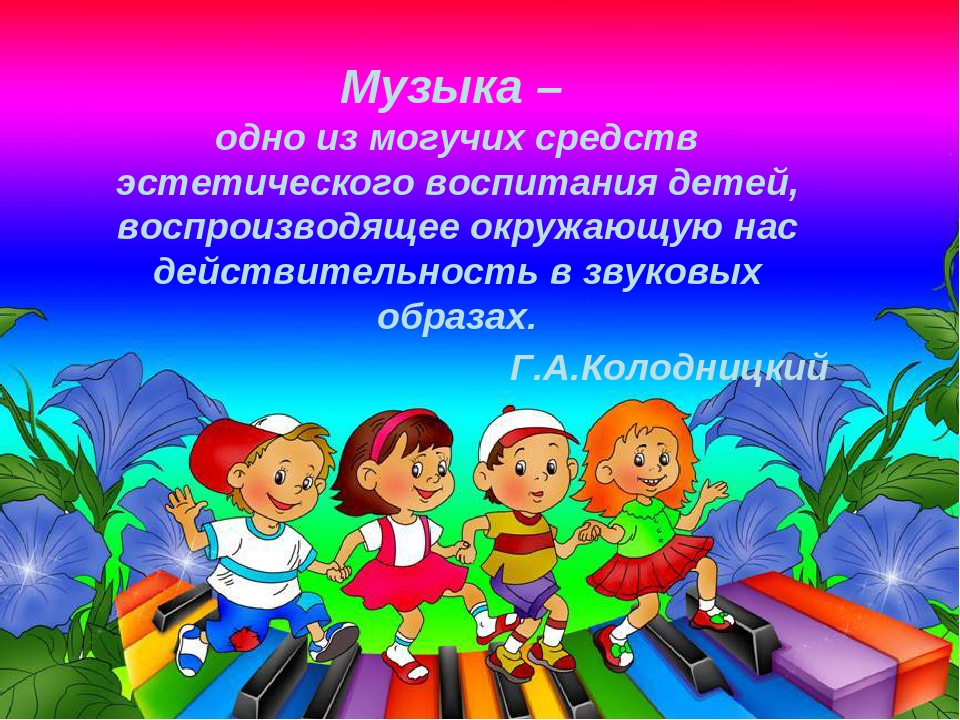 Музыка –
одно из могучих средств
эстетического воспитания детей,
воспроизводящее окружающую нас
действительность в звуковых
образах.
Г.А.Колодницкий